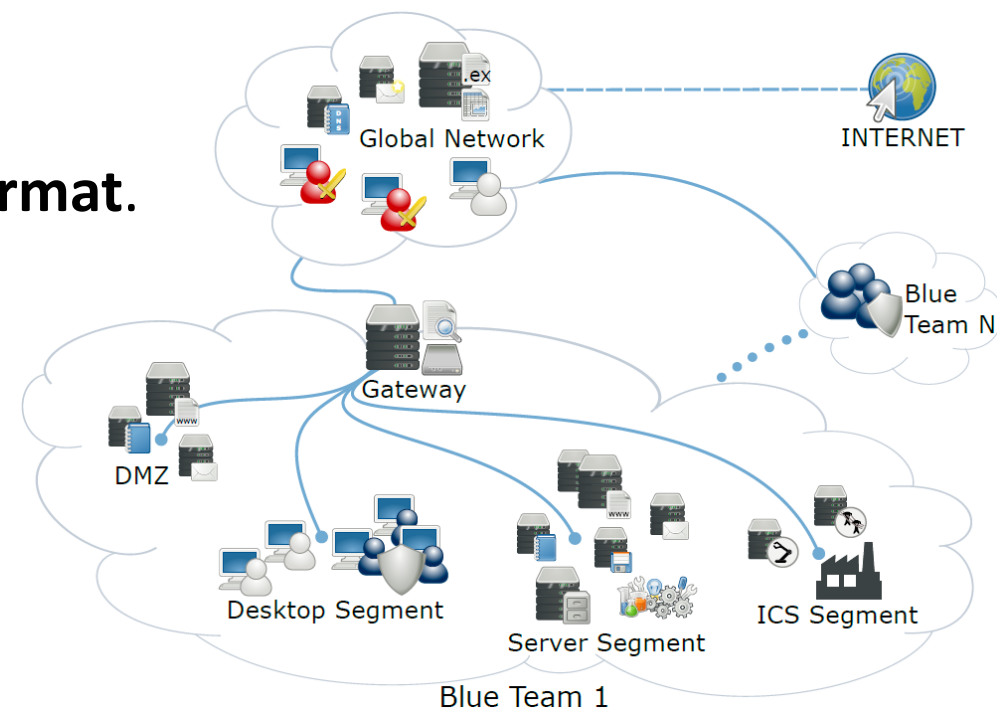 .ex
DNS
Global Network
INTERNET
rmat.
Blue
Team N
Gateway
www
DMZ
www
Desktop Segment
Server Segment
ICS Segment
Blue Team 1